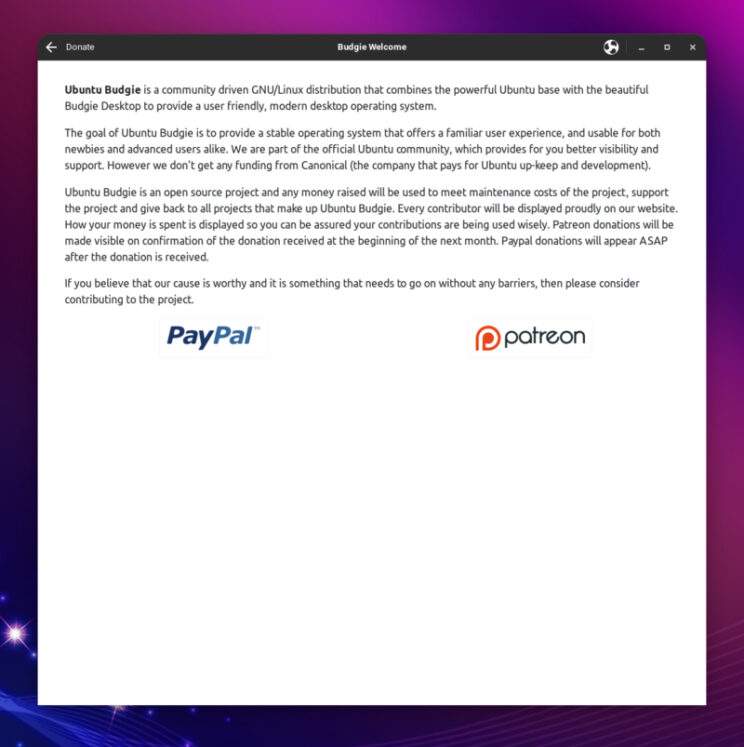 Donate
Budgie Welcome
Ubuntu Budgie is a community driven GNU/Linux distribution that combines the powerful Ubuntu base with the beautiful
Budgie Desktop to provide a user friendly, modern desktop operating system.
The goal of Ubuntu Budgie is to provide a stable operating system that offers a familiar user experience, and usable for both
newbies and advanced users alike. We are part of the official Ubuntu community, which provides for you better visibility and
support. However we don't get any funding from Canonical (the company that pays for Ubuntu up-keep and development).
Ubuntu Budgie is an open source project and any money raised will be used to meet maintenance costs of the project, support
the project and give back to all projects that make up Ubuntu Budgie. Every contributor will be displayed proudly on our website.
How your money is spent is displayed so you can be assured your contributions are being used wisely. Patreon donations will be
made visible on confirmation of the donation received at the beginning of the next month. Paypal donations will appear ASAP
after the donation is received.
If you believe that our cause is worthy and it is something that needs to go on without any barriers, then please consider
contributing to the project.
PayPal™
patreon